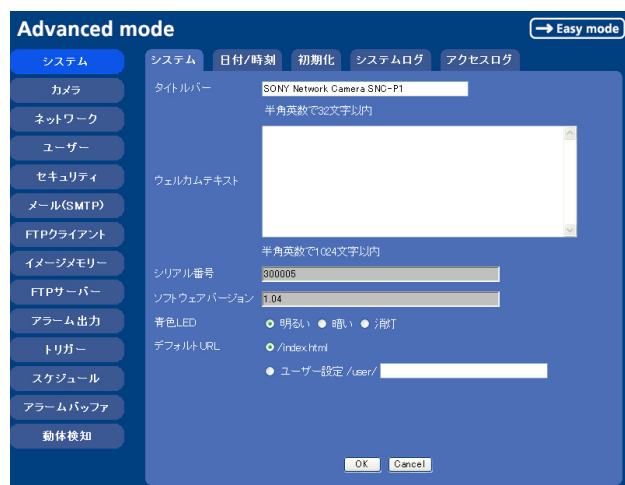 Advanced mode
→ Easy mode
システム
カメラ
ネットワーク
ユーザー
セキュリティ
メール(SMTP)
FTPクライアント
イメージメモリー
FTPサーバー
アラーム出力
トリガー
スケジュール
アラームバッファ
動体検知
システム 日付/時刻 初期化 システムログ アクセスログ
タイトルバー SONY Network Camera SNC-P1
半角英数で32文字以内
ウェルカムテキスト
半角英数で1024文字以内
シリアル番号 300005
ソフトウェアバージョン 1.04
青色LED 明るい 暗い 消灯
デフォルトURL /index.html
ユーザー設定 /user/
OK Cancel